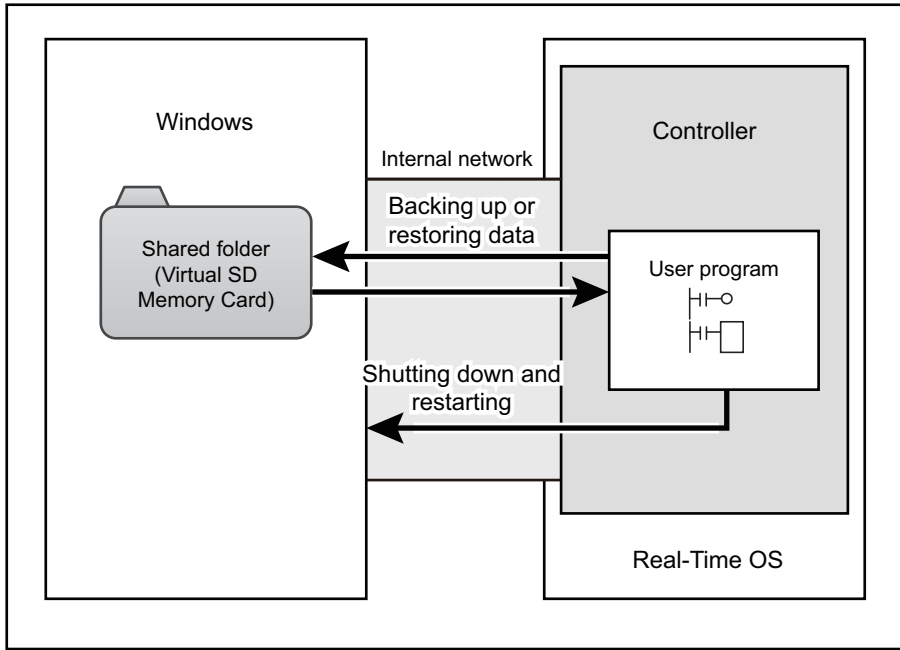 Windows
Controller
Internal network
Backing up or
restoring data
Shared folder
(Virtual SD
Memory Card)
User program
Shutting down and
restarting
Real-Time OS